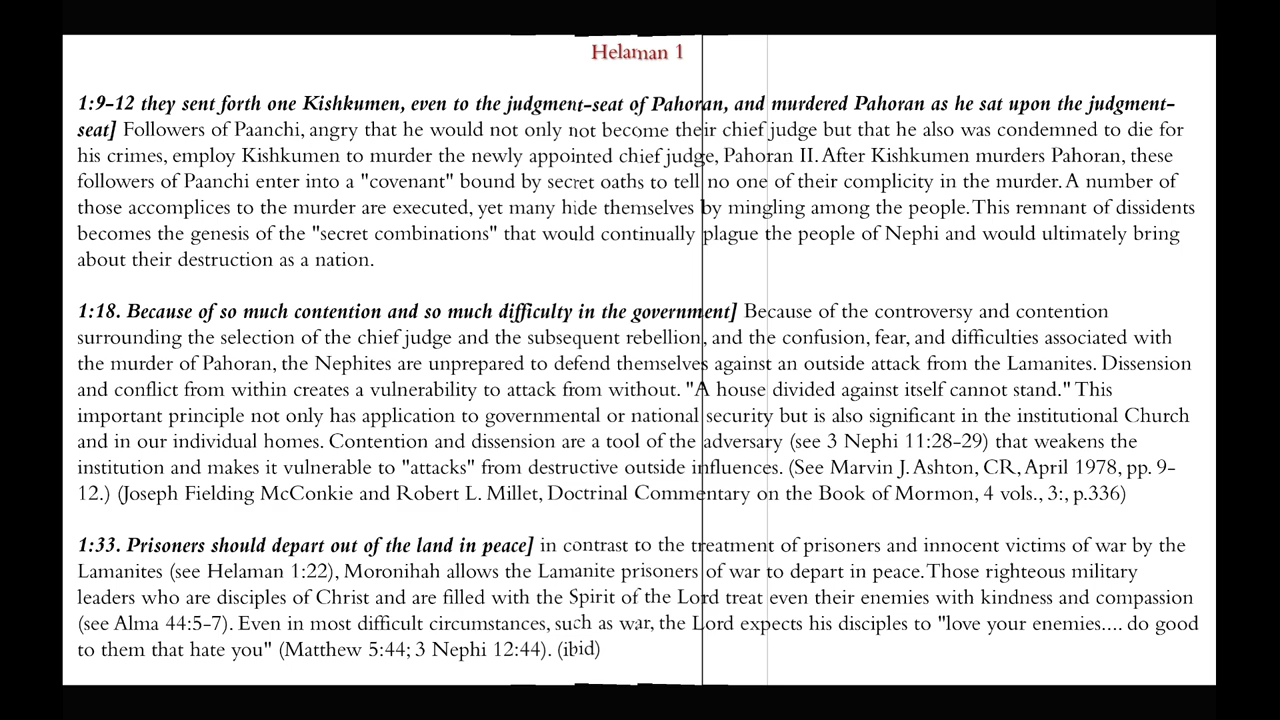 Helaman 1
1:9-12 they sent forth one Kishkumen, even to the judgment-seat of Pahoran, and murdered Pahoran as he sat upon the judgment-
seat] Followers of Paanchi, angry that he would not only not become their chief judge but that he also was condemned to die for
his crimes, employ Kishkumen to murder the newly appointed chief judge, Pahoran II. After Kishkumen murders Pahoran, these
followers of Paanchi enter into a "covenant" bound by secret oaths to tell no one of their complicity in the murder. A number of
those accomplices to the murder are executed, yet many hide themselves by mingling among the people. This remnant of dissidents
becomes the genesis of the "secret combinations" that would continually plague the people of Nephi and would ultimately bring
about their destruction as a nation.
1:18. Because of so much contention and so much difficulty in the government] Because of the controversy and contention
surrounding the selection of the chief judge and the subsequent rebellion, and the confusion, fear, and difficulties associated with
the murder of Pahoran, the Nephites are unprepared to defend themselves against an outside attack from the Lamanites. Dissension
and conflict from within creates a vulnerability to attack from without. "A house divided against itself cannot stand." This
important principle not only has application to governmental or national security but is also significant in the institutional Church
and in our individual homes. Contention and dissension are a tool of the adversary (see 3 Nephi 11:28-29) that weakens the
institution and makes it vulnerable to "attacks" from destructive outside influences. (See Marvin J. Ashton, CR, April 1978, pp. 9-
12.) (Joseph Fielding McConkie and Robert L. Millet, Doctrinal Commentary on the Book of Mormon, 4 vols., 3:, p.336)
1:33. Prisoners should depart out of the land in peace] in contrast to the treatment of prisoners and innocent victims of war by the
Lamanites (see Helaman 1:22), Moronihah allows the Lamanite prisoners of war to depart in peace. Those righteous military
leaders who are disciples of Christ and are filled with the Spirit of the Lord treat even their enemies with kindness and compassion
(see Alma 44:5-7). Even in most difficult circumstances, such as war, the Lord expects his disciples to "love your enemies.... do good
to them that hate you" (Matthew 5:44; 3 Nephi 12:44). (ibid)